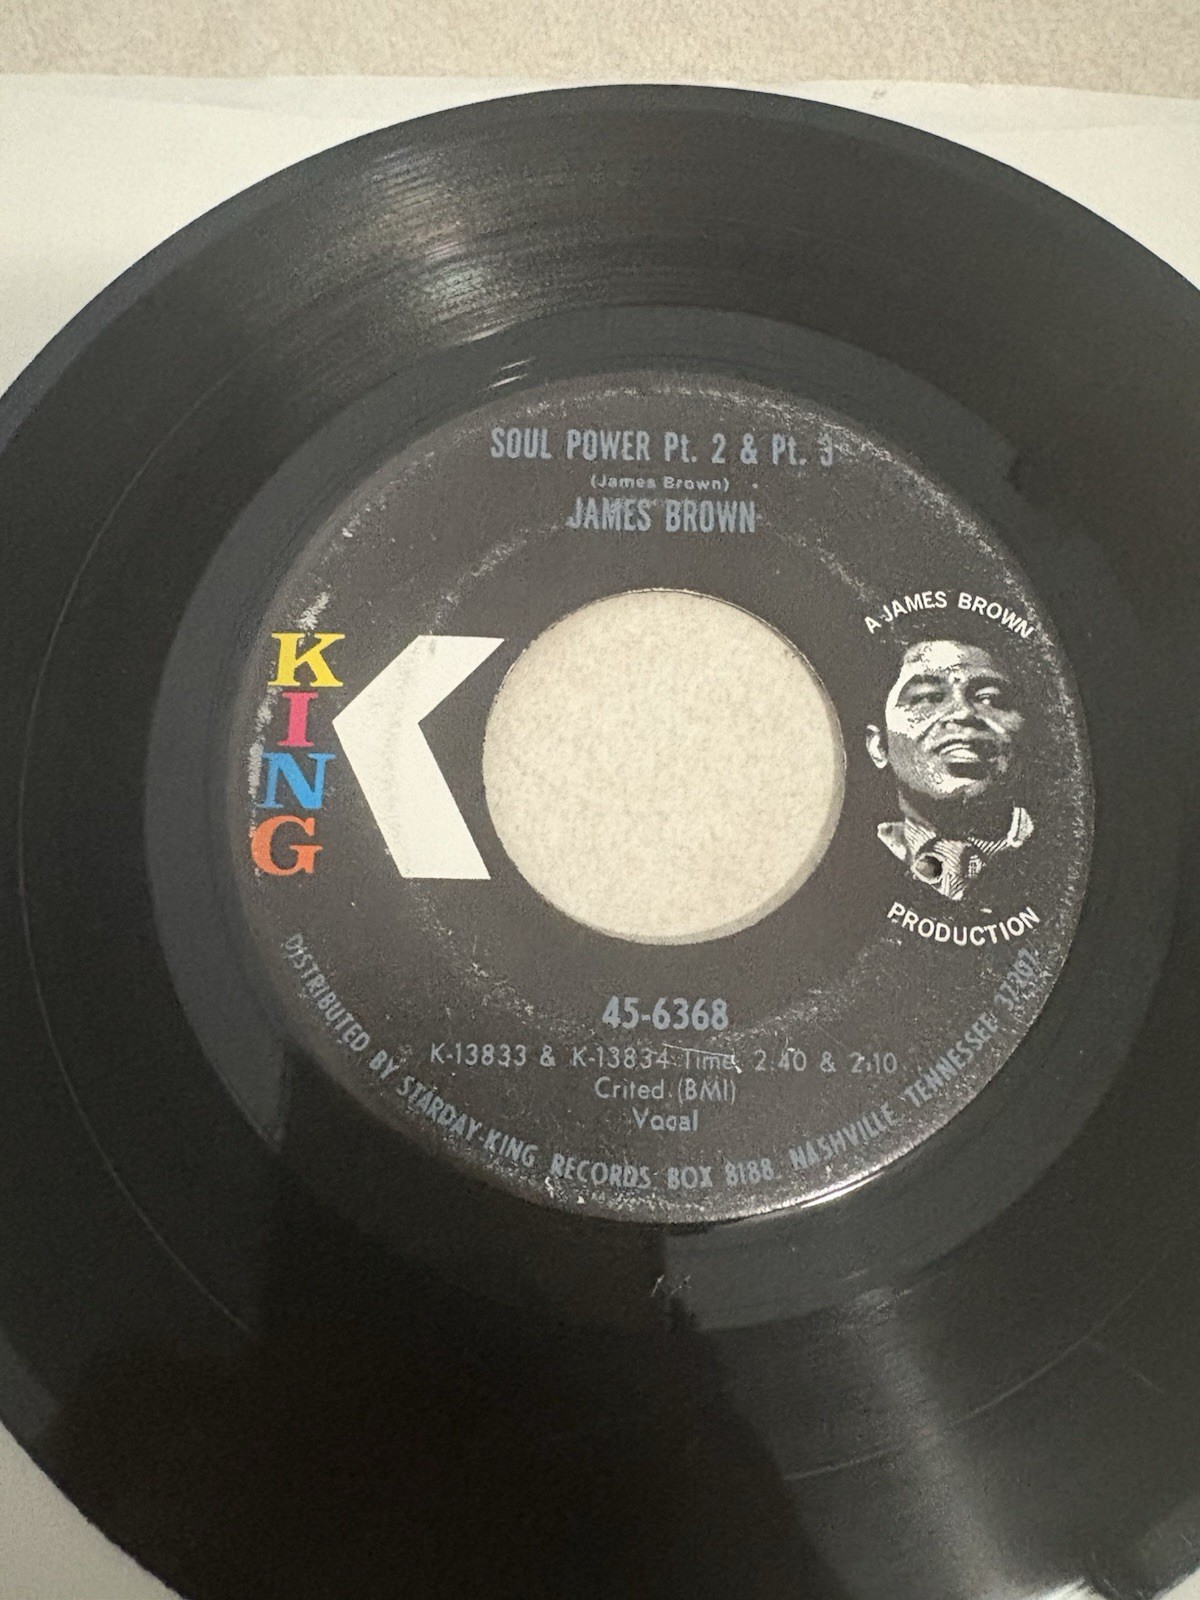 SOUL POWER Pt. 2 & Pt. 3
(James Brown)
JAMES BROWN
KING
K
A JAMES BROWN
PRODUCTION
45-6368
K-13833 & K-13834 Time: 2:40 & 2:10
Crited (BMI)
Vocal
DISTRIBUTED BY STARDAY-KING RECORDS BOX 8188 NASHVILLE TENNESSEE 37207